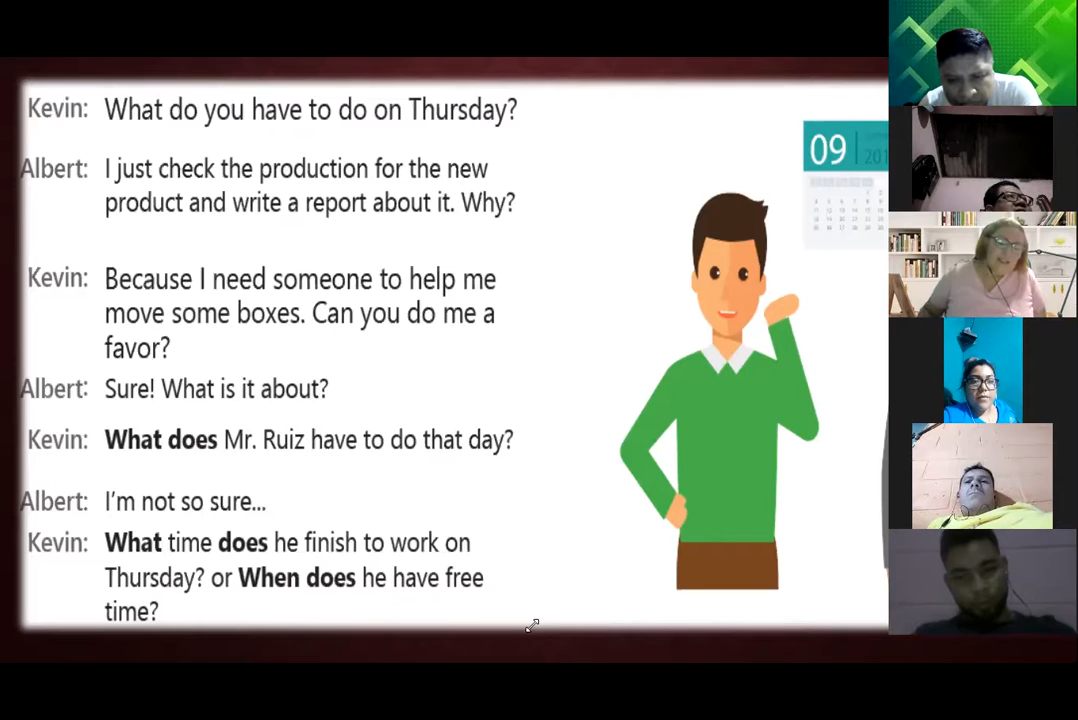 Kevin: What do you have to do on Thursday?
Albert: I just check the production for the new
product and write a report about it. Why?
Kevin: Because I need someone to help me
move some boxes. Can you do me a
favor?
Albert: Sure! What is it about?
Kevin: What does Mr. Ruiz have to do that day?
Albert: I'm not so sure...
Kevin: What time does he finish to work on
Thursday? or When does he have free
time?
09